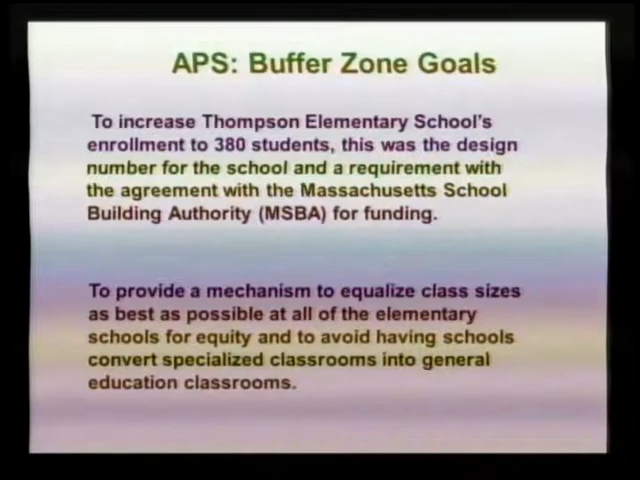 APS: Buffer Zone Goals
To increase Thompson Elementary School's
enrollment to 380 students, this was the design
number for the school and a requirement with
the agreement with the Massachusetts School
Building Authority (MSBA) for funding.
To provide a mechanism to equalize class sizes
as best as possible at all of the elementary
schools for equity and to avoid having schools
convert specialized classrooms into general
education classrooms.